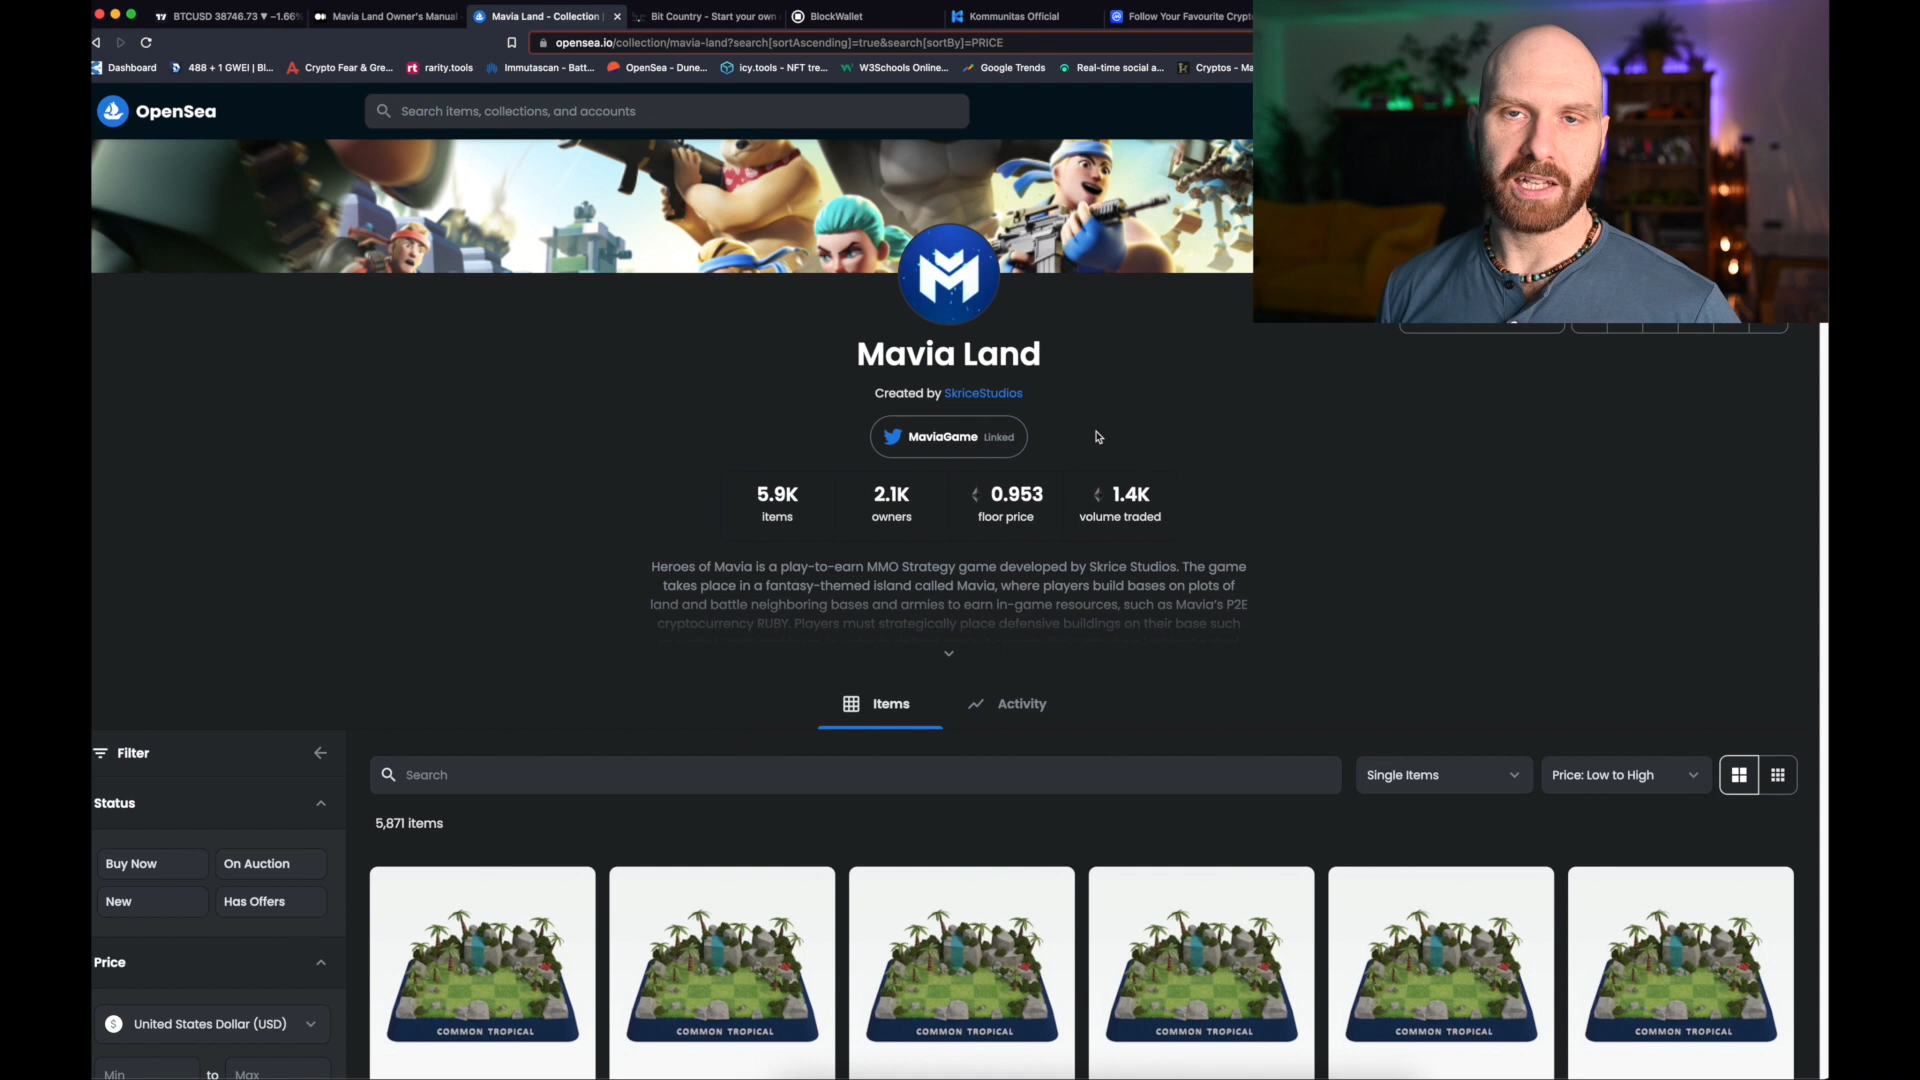 BTCUSD 38746.73 ▼ −1.66%
Mavia Land Owner's Manual
Mavia Land - Collection
Bit Country - Start your own
BlockWallet
Kommunitas Official
Follow Your Favourite Crypt
opensea.io/collection/mavia-land?search[sortAscending]=true&search[sortBy]=PRICE
Dashboard
488 + 1 GWEI | Bl...
Crypto Fear & Gre...
rt rarity.tools
Immutascan - Batt...
OpenSea - Dune...
icy.tools - NFT tre...
W3Schools Online...
Google Trends
Real-time social a...
Cryptos - Ma
OpenSea
Search items, collections, and accounts
Mavia Land
Created by SkriceStudios
MaviaGame Linked
5.9K 2.1K 0.953 1.4K
items owners floor price volume traded
Heroes of Mavia is a play-to-earn MMO Strategy game developed by Skrice Studios. The game
takes place in a fantasy-themed island called Mavia, where players build bases on plots of
land and battle neighboring bases and armies to earn in-game resources, such as Mavia's P2E
cryptocurrency RUBY. Players must strategically place defensive buildings on their base such
Items Activity
Filter
Search
Single Items
Price: Low to High
Status
5,871 items
Buy Now On Auction
New Has Offers
Price
$ United States Dollar (USD)
Min to Max
COMMON TROPICAL
COMMON TROPICAL
COMMON TROPICAL
COMMON TROPICAL
COMMON TROPICAL
COMMON TROPICAL